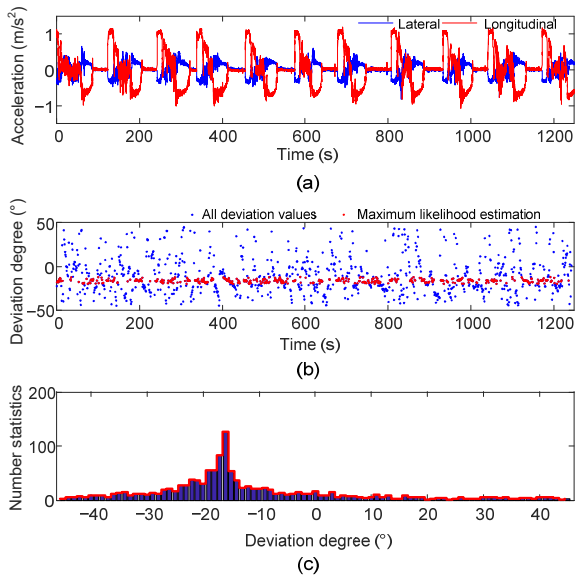 Lateral Longitudinal
Acceleration (m/s²)
1
0
−1
0 200 400 600 800 1000 1200
Time (s)
(a)
All deviation values Maximum likelihood estimation
Deviation degree (°)
50
0
−50
0 200 400 600 800 1000 1200
Time (s)
(b)
Number statistics
200
100
0
−40 −30 −20 −10 0 10 20 30 40
Deviation degree (°)
(c)